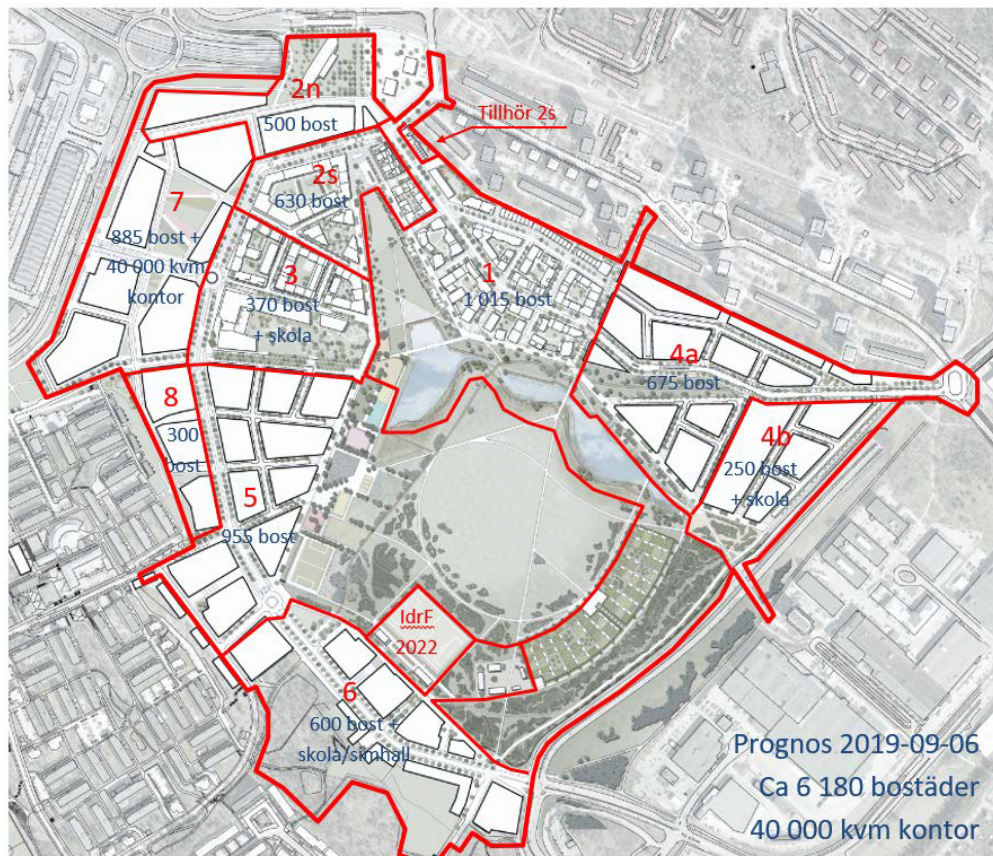 2n
500 bost
Tillhör 2s
2s
630 bost
7
885 bost +
40 000 kvm
kontor
3
370 bost
+ skola
1
1 015 bost
4a
675 bost
4b
250 bost
+ skola
8
300
bost
5
955 bost
IdrF
2022
6
600 bost +
skola/simhall
Prognos 2019-09-06
Ca 6 180 bostäder
40 000 kvm kontor